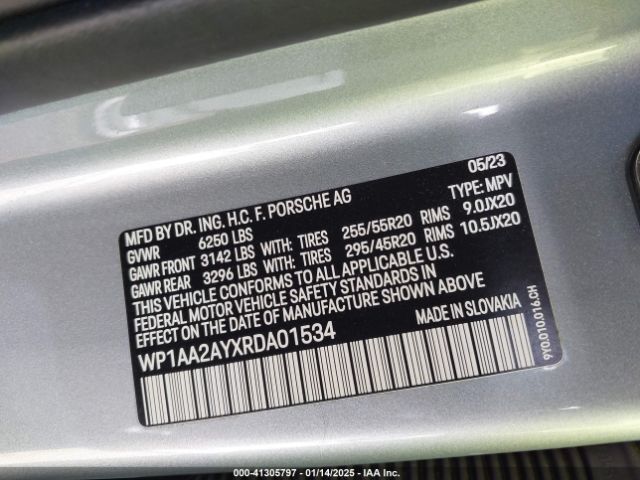 MFD BY DR. ING. H.C. F. PORSCHE AG 05/23
GVWR 6250 LBS TYPE: MPV
GAWR FRONT 3142 LBS WITH: TIRES 255/55R20 RIMS 9.0JX20
GAWR REAR 3296 LBS WITH: TIRES 295/45R20 RIMS 10.5JX20
THIS VEHICLE CONFORMS TO ALL APPLICABLE U.S.
FEDERAL MOTOR VEHICLE SAFETY STANDARDS IN
EFFECT ON THE DATE OF MANUFACTURE SHOWN ABOVE
WP1AA2AYXRDA01534 MADE IN SLOVAKIA
9Y0.010.016.CH
000-41305797 - 01/14/2025 - IAA Inc.